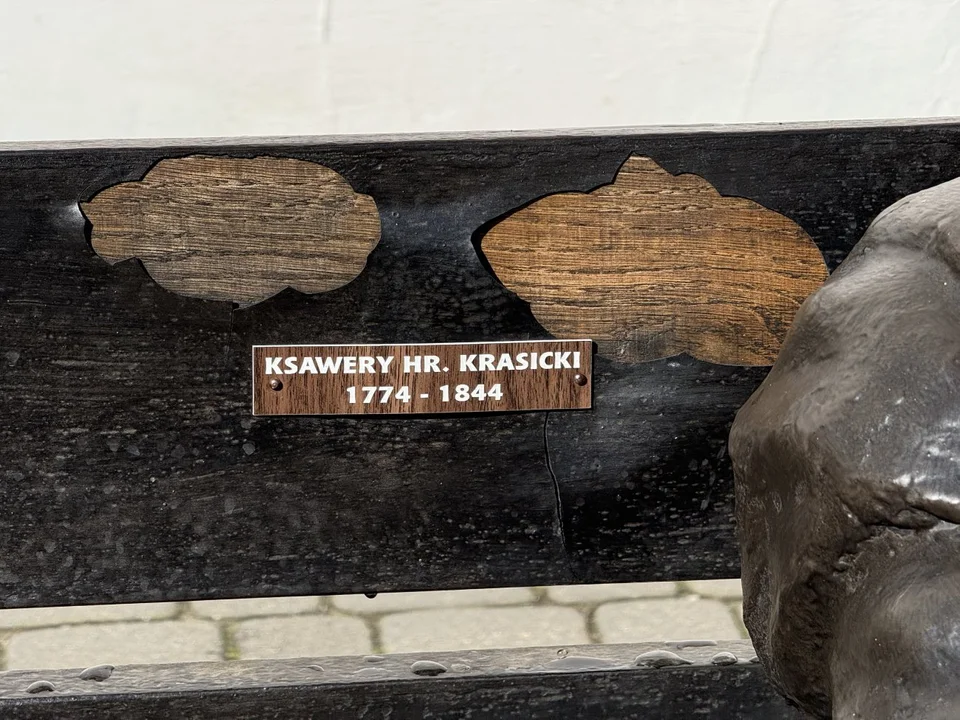 KSAWERY HR. KRASICKI
1774 - 1844